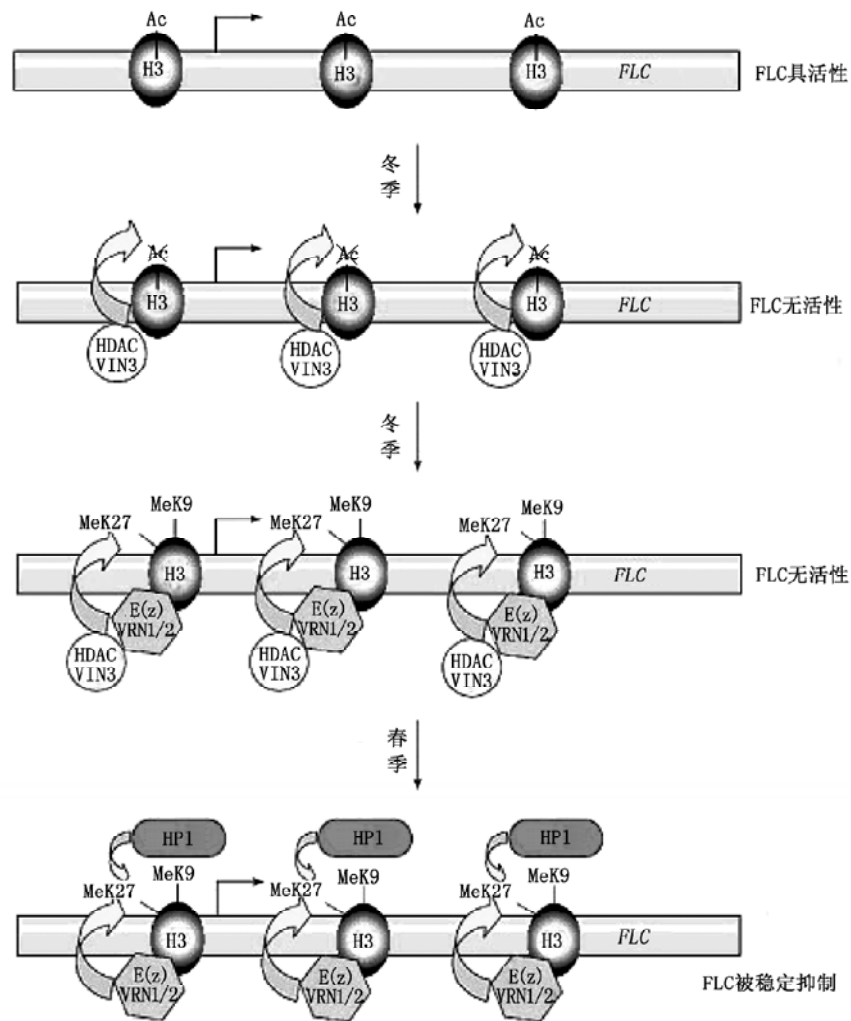 Ac Ac Ac
H3 H3 H3 FLC FLC具活性
冬季
Ac Ac Ac
H3 H3 H3 FLC FLC无活性
HDAC VIN3 HDAC VIN3 HDAC VIN3
冬季
MeK9 MeK9 MeK9
MeK27 MeK27 MeK27
H3 H3 H3 FLC FLC无活性
E(z) VRN1/2 E(z) VRN1/2 E(z) VRN1/2
HDAC VIN3 HDAC VIN3 HDAC VIN3
春季
HP1 HP1 HP1
MeK9 MeK9 MeK9
MeK27 MeK27 MeK27
H3 H3 H3 FLC
E(z) VRN1/2 E(z) VRN1/2 E(z) VRN1/2
FLC被稳定抑制